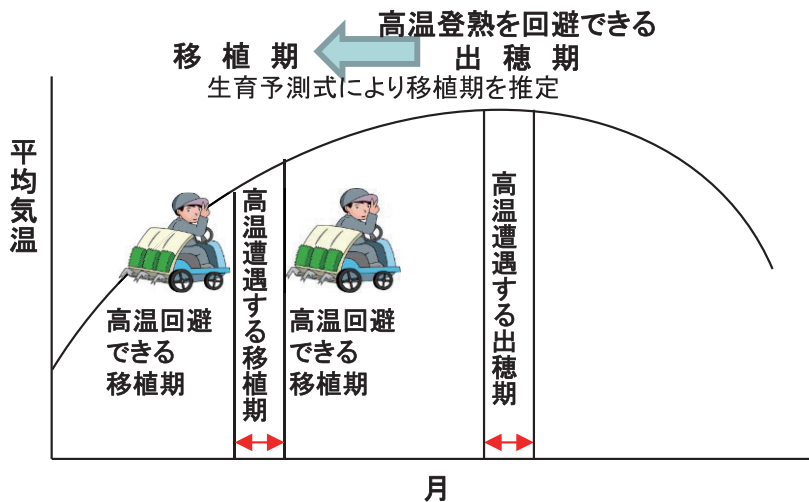 高温登熟を回避できる
移植期 出穂期
生育予測式により移植期を推定
平均気温
高温回避
できる
移植期
高温遭遇する移植期
高温回避
できる
移植期
高温遭遇する出穂期
月